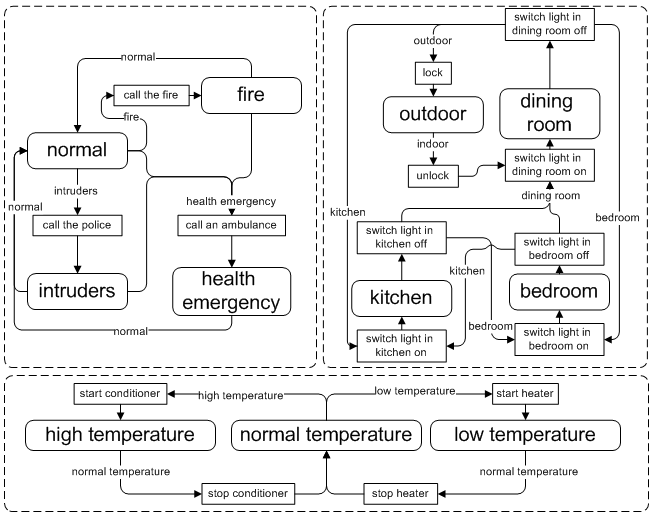 normal
call the fire
fire
fire
normal
intruders
health emergency
normal
call the police
call an ambulance
intruders
health
emergency
normal
switch light in
dining room off
outdoor
lock
outdoor
dining
room
indoor
unlock
switch light in
dining room on
dining room
kitchen
bedroom
switch light in
kitchen off
switch light in
bedroom off
kitchen
kitchen
bedroom
bedroom
switch light in
kitchen on
switch light in
bedroom on
start conditioner
high temperature
low temperature
start heater
high temperature
normal temperature
low temperature
normal temperature
normal temperature
stop conditioner
stop heater